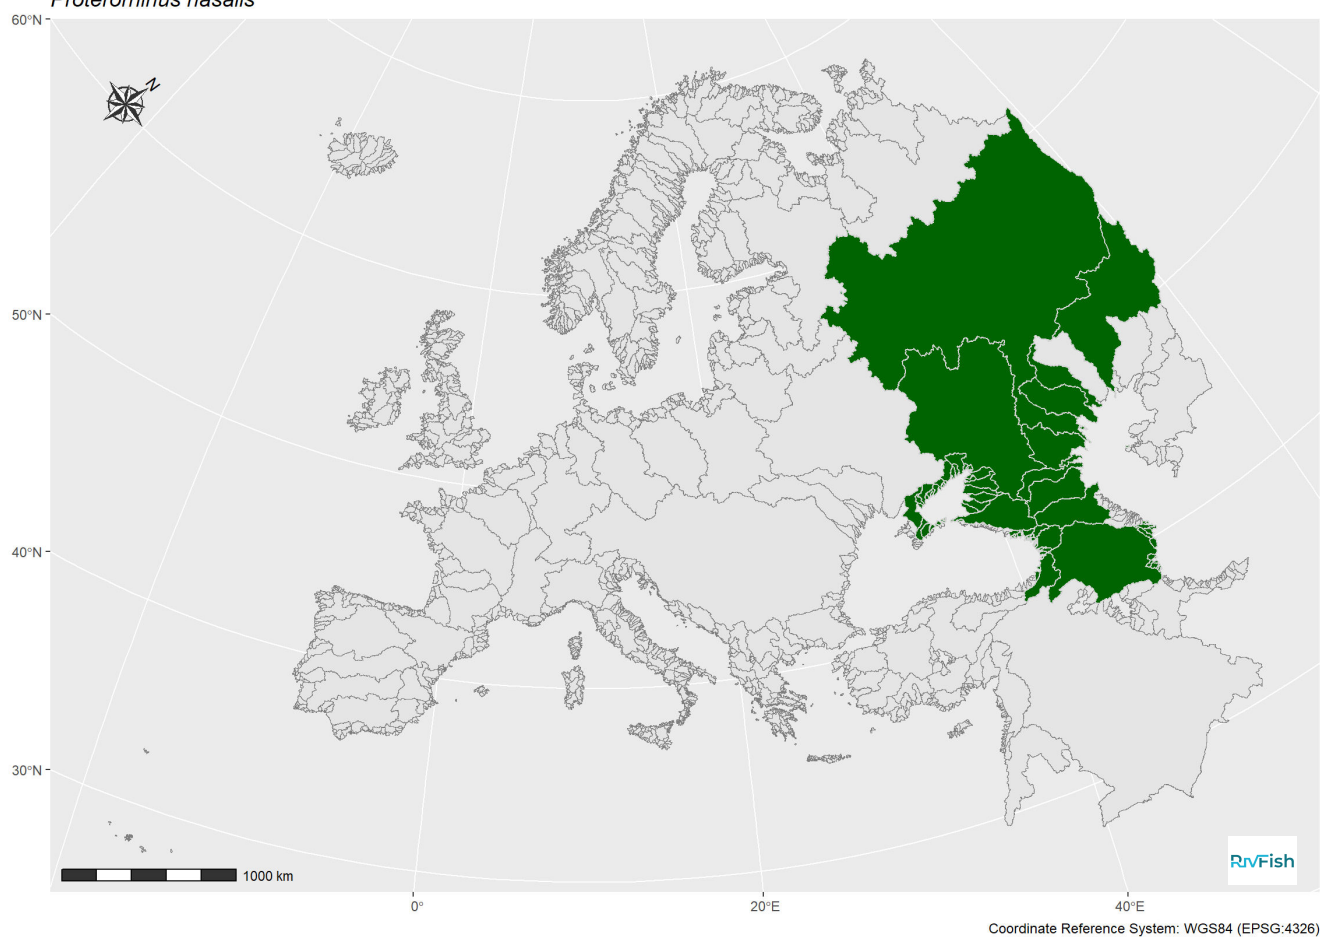 Proterorhinus nasalis
60°N
N
50°N
40°N
30°N
1000 km
RivFish
0°
20°E
40°E
Coordinate Reference System: WGS84 (EPSG:4326)